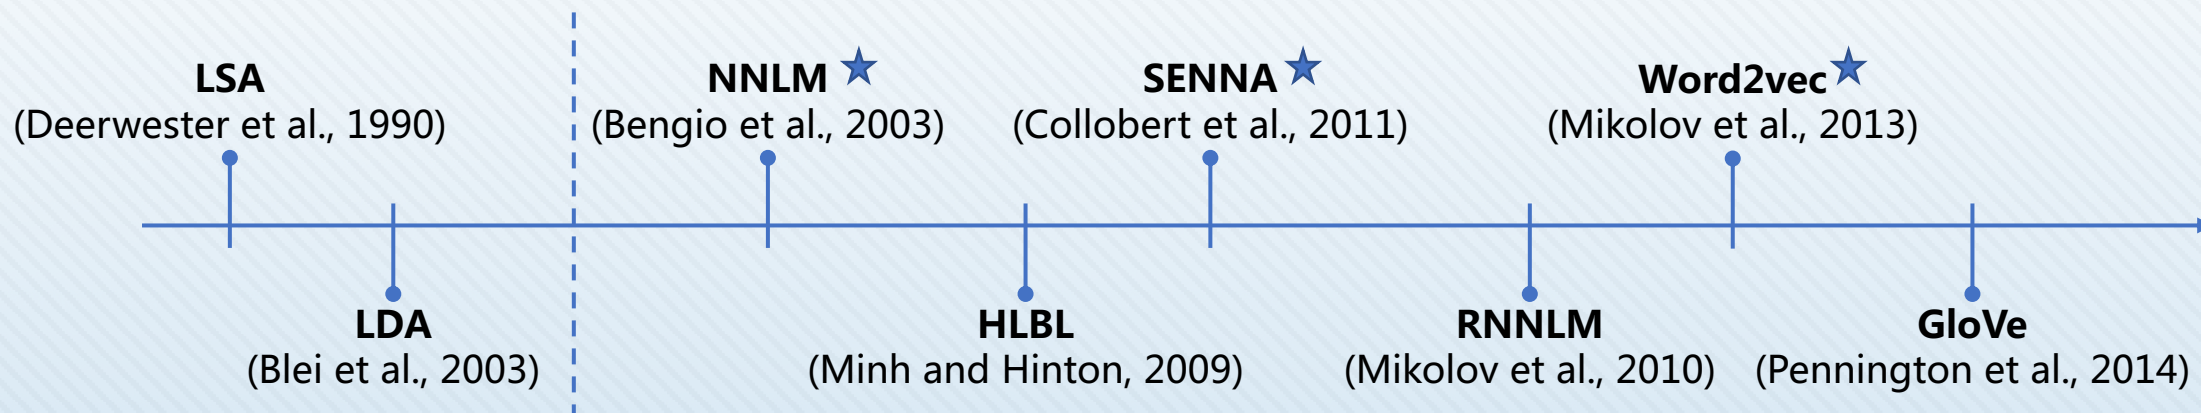 LSA
(Deerwester et al., 1990)
LDA
(Blei et al., 2003)
NNLM
(Bengio et al., 2003)
HLBL
(Minh and Hinton, 2009)
SENNA
(Collobert et al., 2011)
RNNLM
(Mikolov et al., 2010)
Word2vec
(Mikolov et al., 2013)
GloVe
(Pennington et al., 2014)